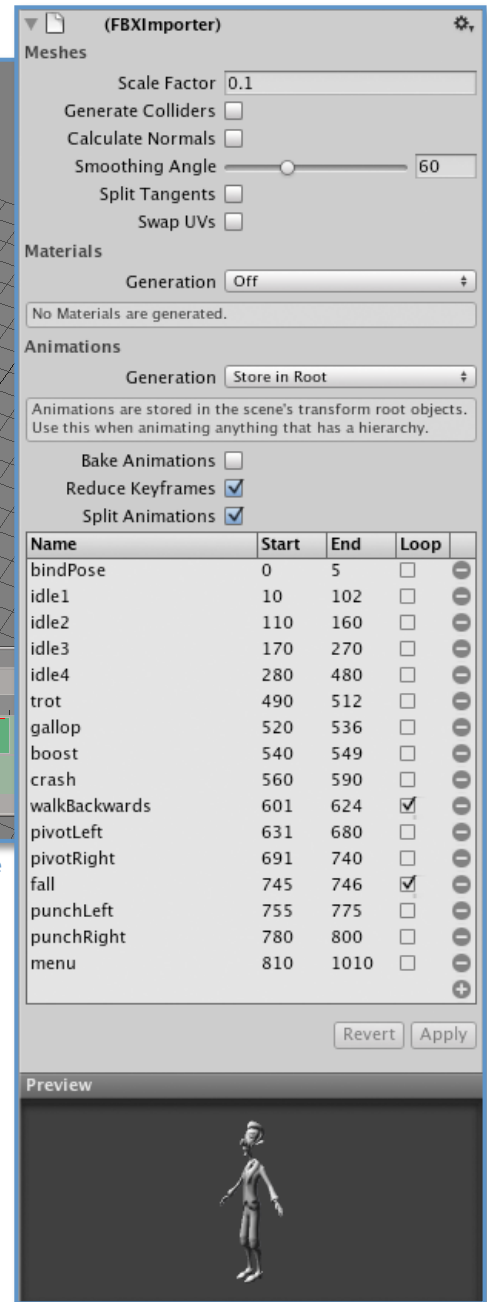 (FBXImporter)
Meshes
Scale Factor 0.1
Generate Colliders
Calculate Normals
Smoothing Angle 60
Split Tangents
Swap UVs
Materials
Generation Off
No Materials are generated.
Animations
Generation Store in Root
Animations are stored in the scene's transform root objects.
Use this when animating anything that has a hierarchy.
Bake Animations
Reduce Keyframes
Split Animations
Name Start End Loop
bindPose 0 5
idle1 10 102
idle2 110 160
idle3 170 270
idle4 280 480
trot 490 512
gallop 520 536
boost 540 549
crash 560 590
walkBackwards 601 624
pivotLeft 631 680
pivotRight 691 740
fall 745 746
punchLeft 755 775
punchRight 780 800
menu 810 1010
Revert Apply
Preview